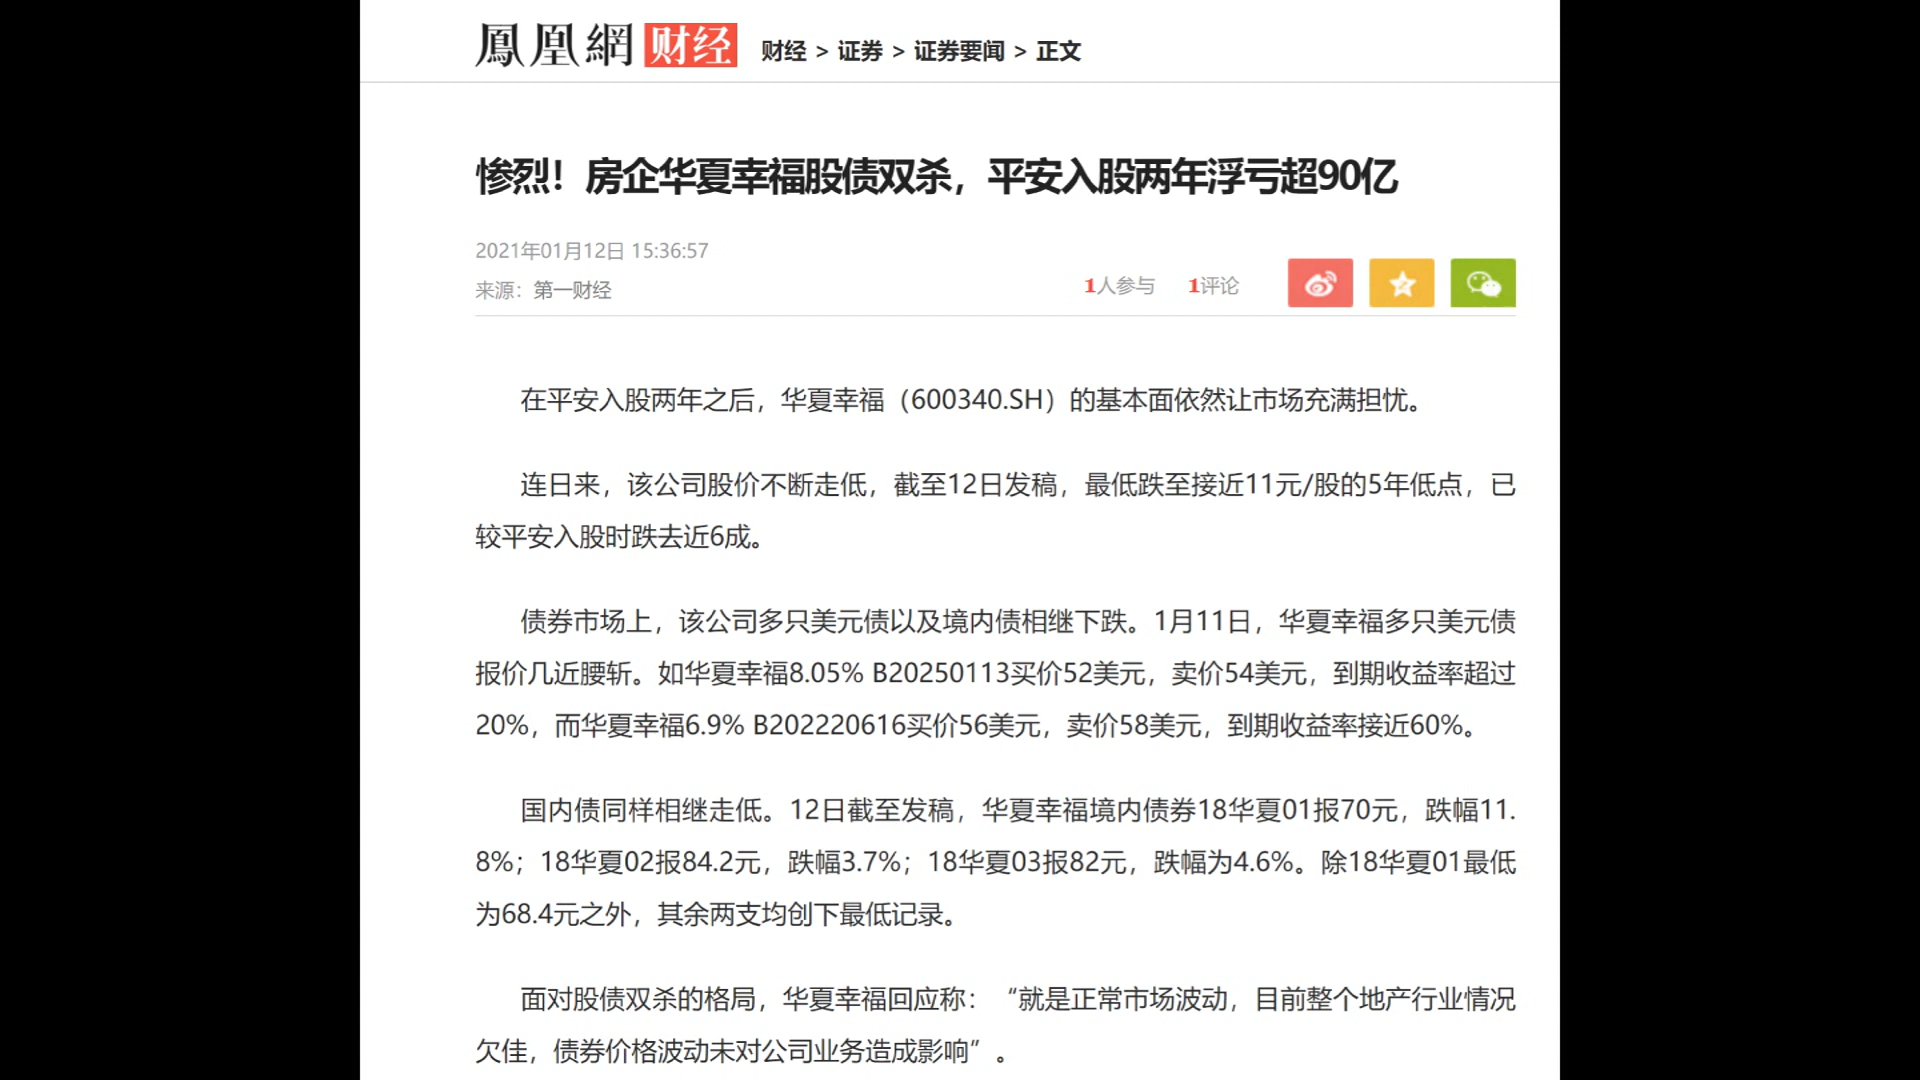 鳳凰網 财经 财经 > 证券 > 证券要闻 > 正文
惨烈！房企华夏幸福股债双杀，平安入股两年浮亏超90亿
2021年01月12日 15:36:57
来源：第一财经
1人参与 1评论
在平安入股两年之后，华夏幸福（600340.SH）的基本面依然让市场充满担忧。
连日来，该公司股价不断走低，截至12日发稿，最低跌至接近11元/股的5年低点，已
较平安入股时跌去近6成。
债券市场上，该公司多只美元债以及境内债相继下跌。1月11日，华夏幸福多只美元债
报价几近腰斩。如华夏幸福8.05% B20250113买价52美元，卖价54美元，到期收益率超过
20%，而华夏幸福6.9% B202220616买价56美元，卖价58美元，到期收益率接近60%。
国内债同样相继走低。12日截至发稿，华夏幸福境内债券18华夏01报70元，跌幅11.
8%；18华夏02报84.2元，跌幅3.7%；18华夏03报82元，跌幅为4.6%。除18华夏01最低
为68.4元之外，其余两支均创下最低记录。
面对股债双杀的格局，华夏幸福回应称：“就是正常市场波动，目前整个地产行业情况
欠佳，债券价格波动未对公司业务造成影响”。